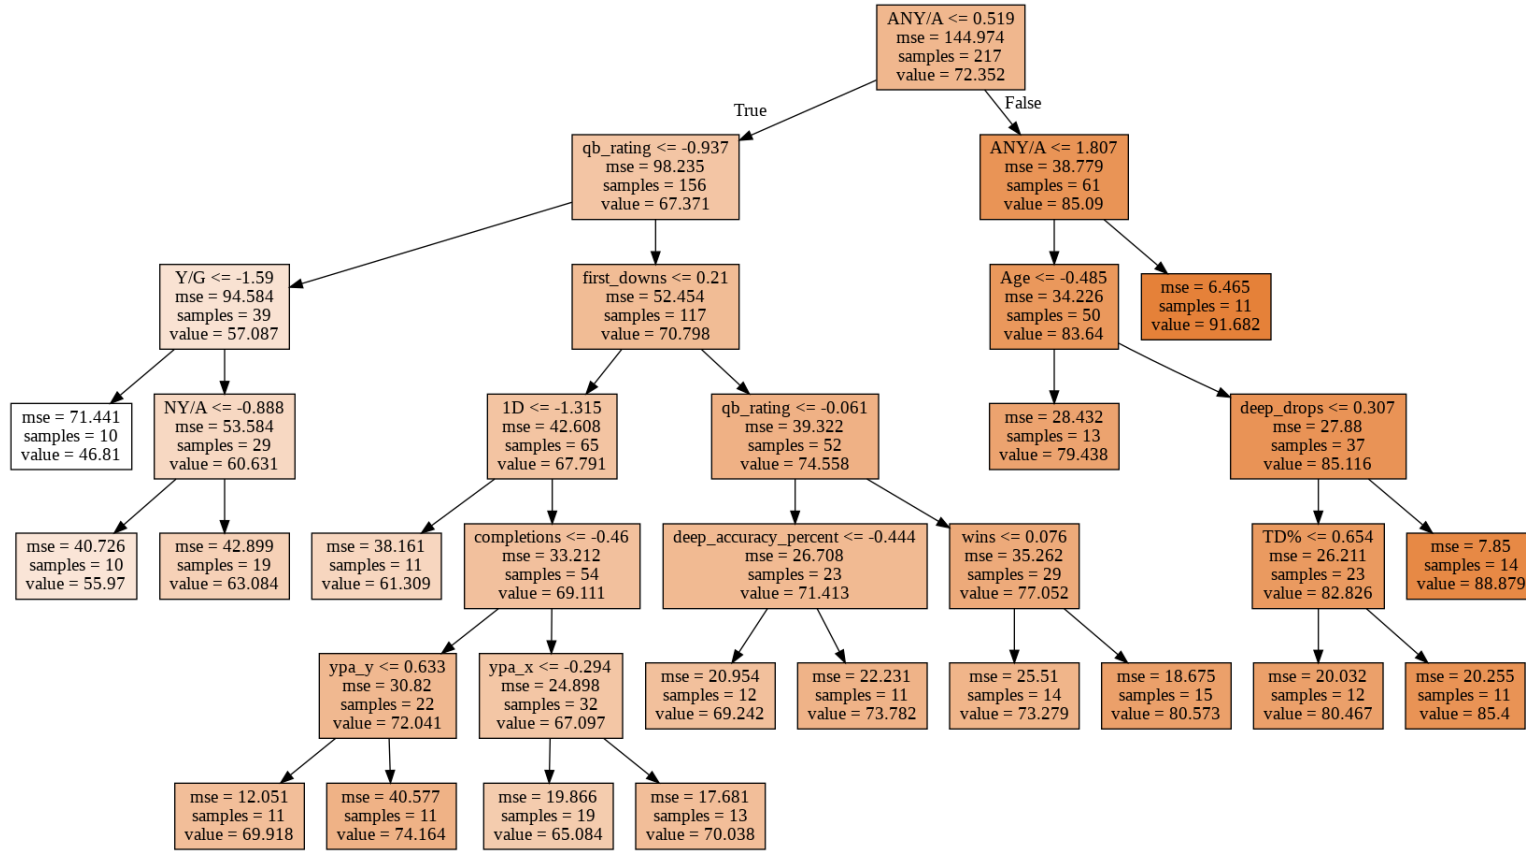 ANY/A <= 0.519
mse = 144.974
samples = 217
value = 72.352
True
False
qb_rating <= -0.937
mse = 98.235
samples = 156
value = 67.371
ANY/A <= 1.807
mse = 38.779
samples = 61
value = 85.09
Y/G <= -1.59
mse = 94.584
samples = 39
value = 57.087
first_downs <= 0.21
mse = 52.454
samples = 117
value = 70.798
Age <= -0.485
mse = 34.226
samples = 50
value = 83.64
mse = 6.465
samples = 11
value = 91.682
mse = 71.441
samples = 10
value = 46.81
NY/A <= -0.888
mse = 53.584
samples = 29
value = 60.631
1D <= -1.315
mse = 42.608
samples = 65
value = 67.791
qb_rating <= -0.061
mse = 39.322
samples = 52
value = 74.558
mse = 28.432
samples = 13
value = 79.438
deep_drops <= 0.307
mse = 27.88
samples = 37
value = 85.116
mse = 40.726
samples = 10
value = 55.97
mse = 42.899
samples = 19
value = 63.084
mse = 38.161
samples = 11
value = 61.309
completions <= -0.46
mse = 33.212
samples = 54
value = 69.111
deep_accuracy_percent <= -0.444
mse = 26.708
samples = 23
value = 71.413
wins <= 0.076
mse = 35.262
samples = 29
value = 77.052
TD% <= 0.654
mse = 26.211
samples = 23
value = 82.826
mse = 7.85
samples = 14
value = 88.879
ypa_y <= 0.633
mse = 30.82
samples = 22
value = 72.041
ypa_x <= -0.294
mse = 24.898
samples = 32
value = 67.097
mse = 20.954
samples = 12
value = 69.242
mse = 22.231
samples = 11
value = 73.782
mse = 25.51
samples = 14
value = 73.279
mse = 18.675
samples = 15
value = 80.573
mse = 20.032
samples = 12
value = 80.467
mse = 20.255
samples = 11
value = 85.4
mse = 12.051
samples = 11
value = 69.918
mse = 40.577
samples = 11
value = 74.164
mse = 19.866
samples = 19
value = 65.084
mse = 17.681
samples = 13
value = 70.038